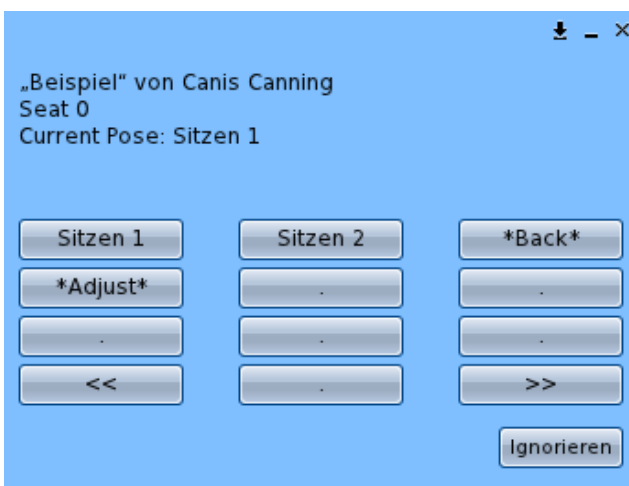 „Beispiel“ von Canis Canning
Seat 0
Current Pose: Sitzen 1
Sitzen 1 Sitzen 2 *Back*
*Adjust* . .
. . .
<< . >>
Ignorieren